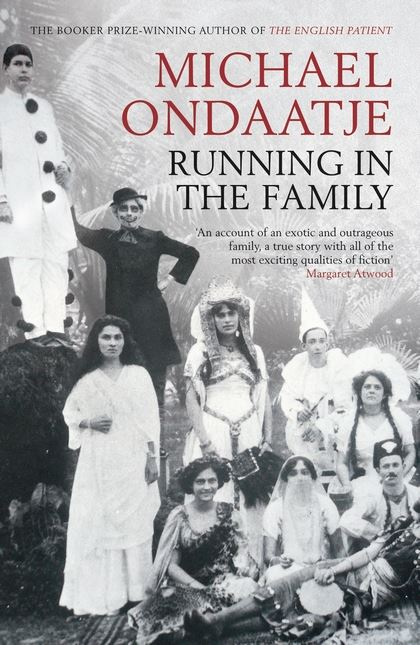 THE BOOKER PRIZE-WINNING AUTHOR OF THE ENGLISH PATIENT
MICHAEL
ONDAATJE
RUNNING IN
THE FAMILY
‘An account of an exotic and outrageous
family, a true story with all of the
most exciting qualities of fiction’
Margaret Atwood